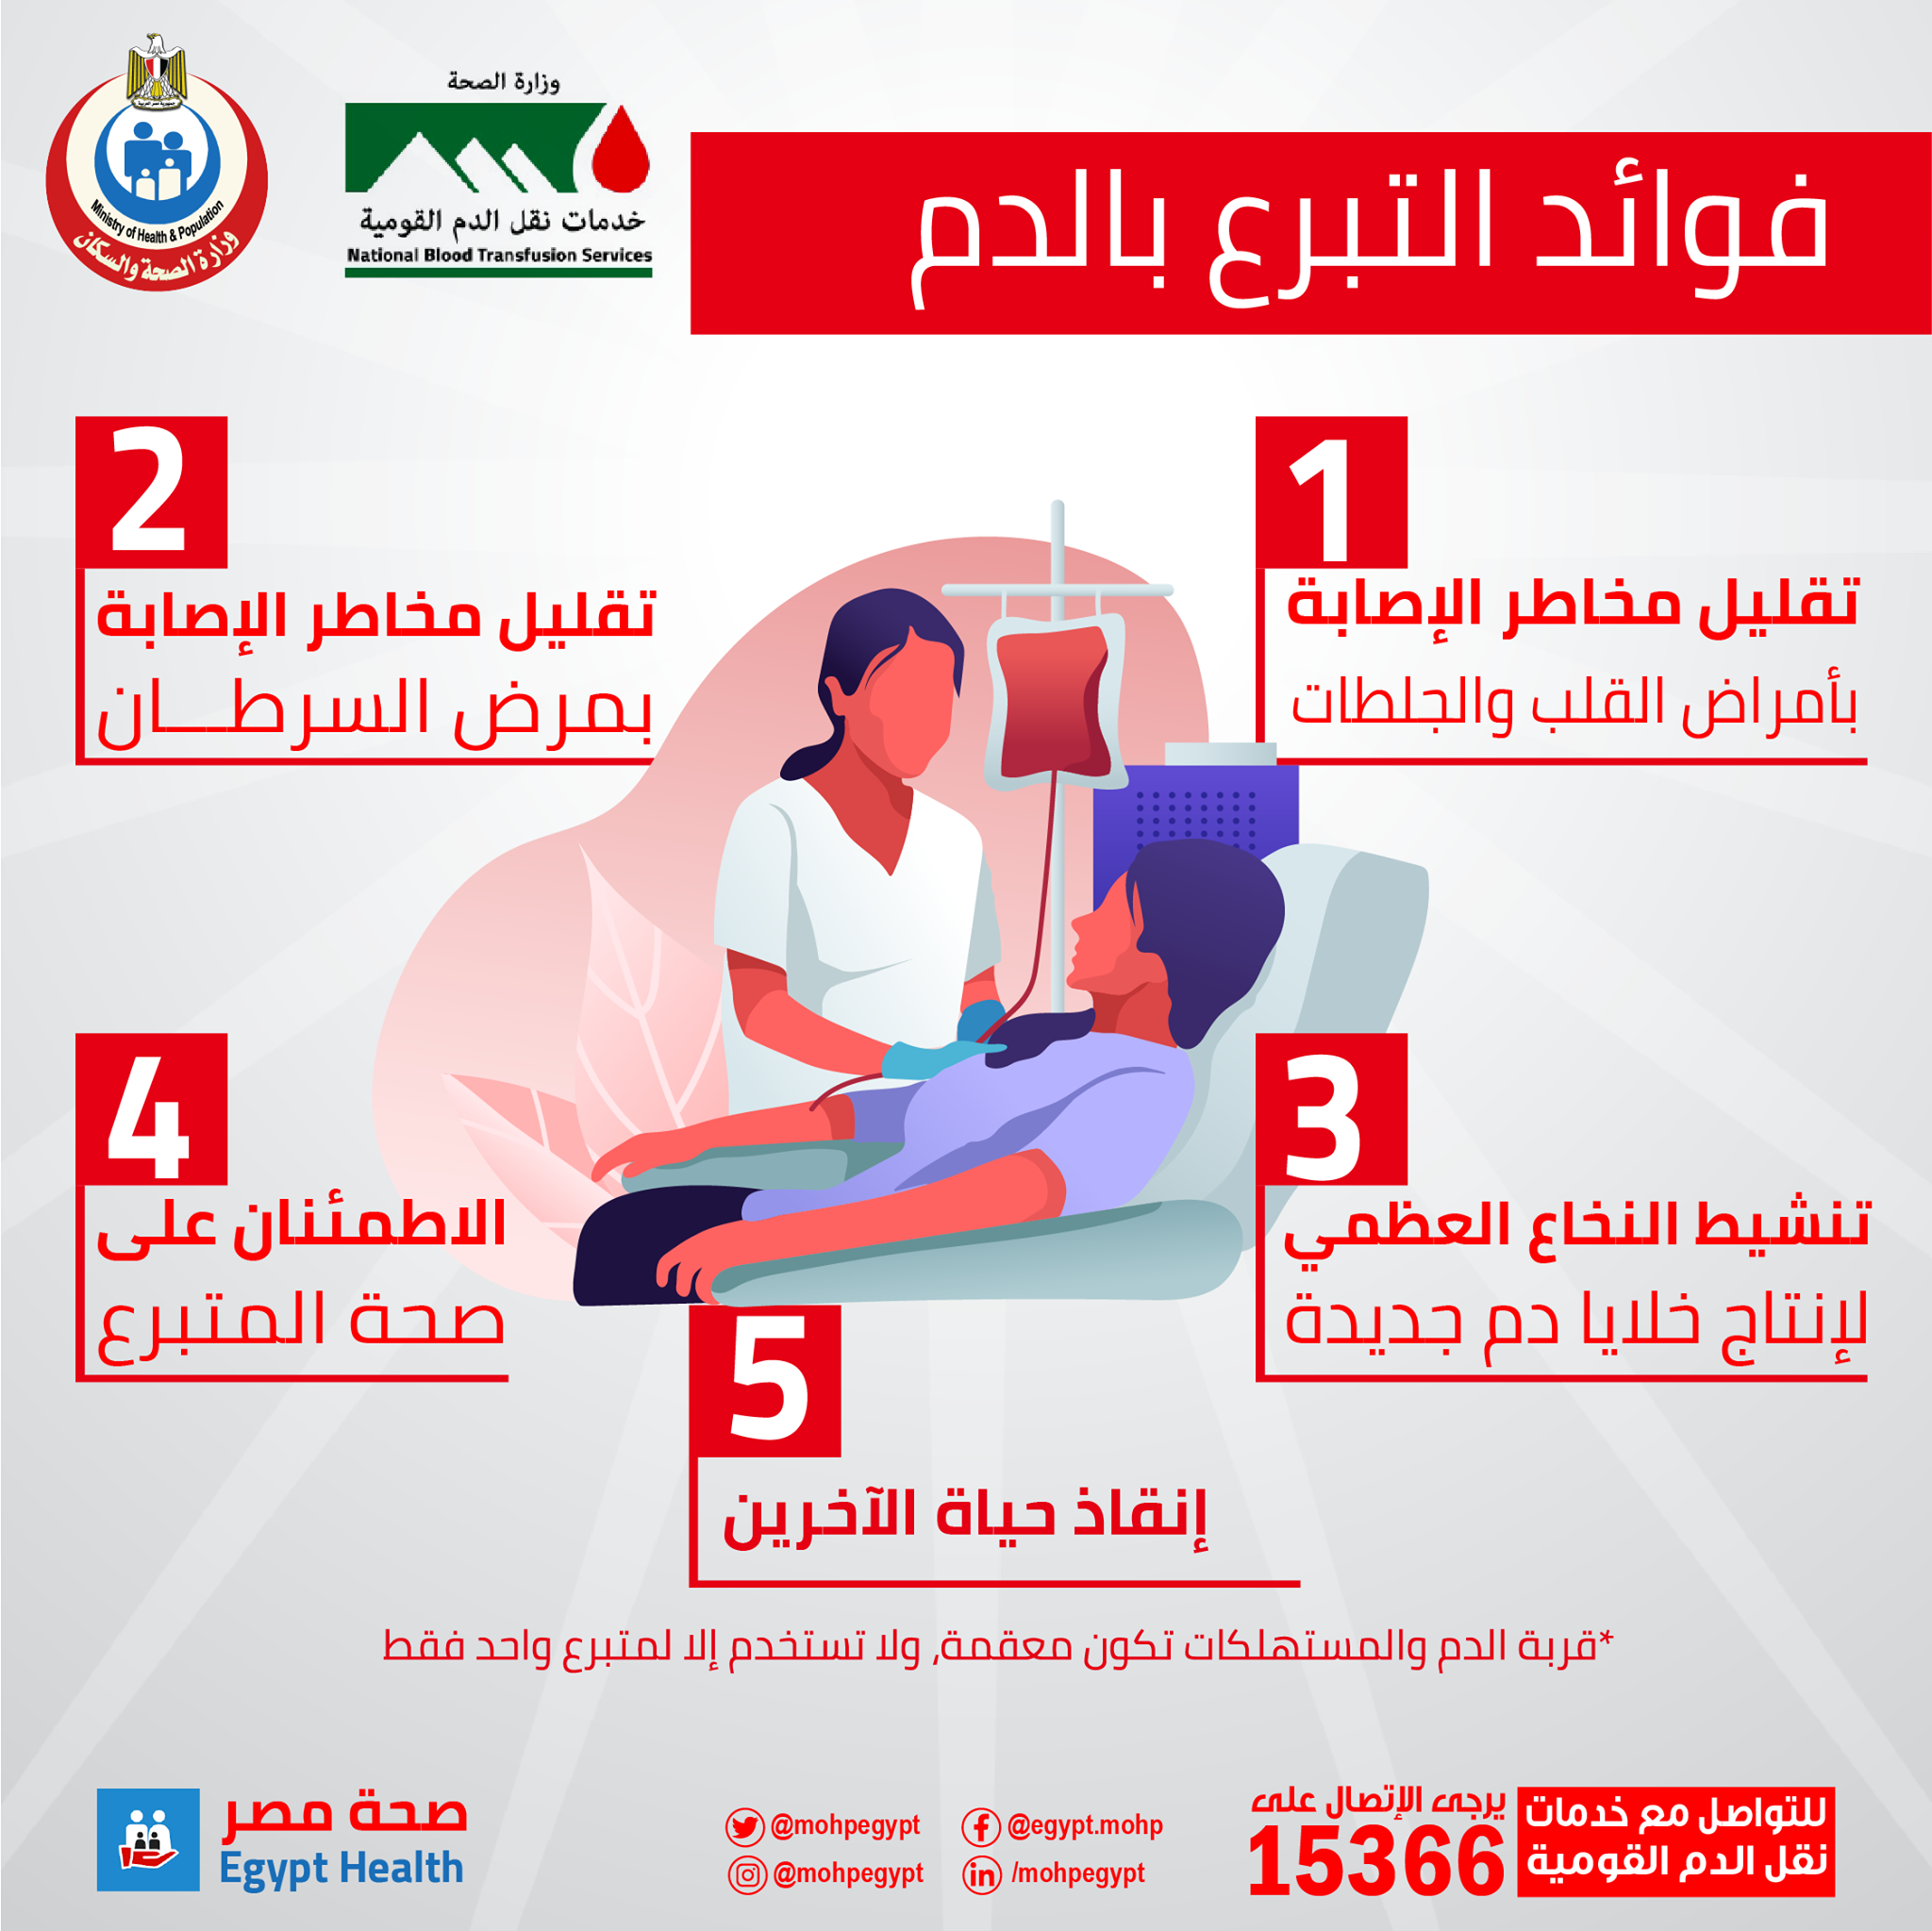 وزارة الصحة
خدمات نقل الدم القومية
National Blood Transfusion Services
Ministry of Health & Population
وزارة الصحة والسكان
فوائد التبرع بالدم
1
تقليل مخاطر الإصابة
بأمراض القلب والجلطات
2
تقليل مخاطر الإصابة
بمرض السرطـــان
3
تنشيط النخاع العظمي
لإنتاج خلايا دم جديدة
4
الاطمئنان على
صحة المتبرع
5
إنقاذ حياة الآخرين
*قربة الدم والمستهلكات تكون معقمة، ولا تستخدم إلا لمتبرع واحد فقط
للتواصل مع خدمات
نقل الدم القومية
يرجى الإتصال على
15366
@mohpegypt
@egypt.mohp
@mohpegypt
/mohpegypt
صحة مصر
Egypt Health